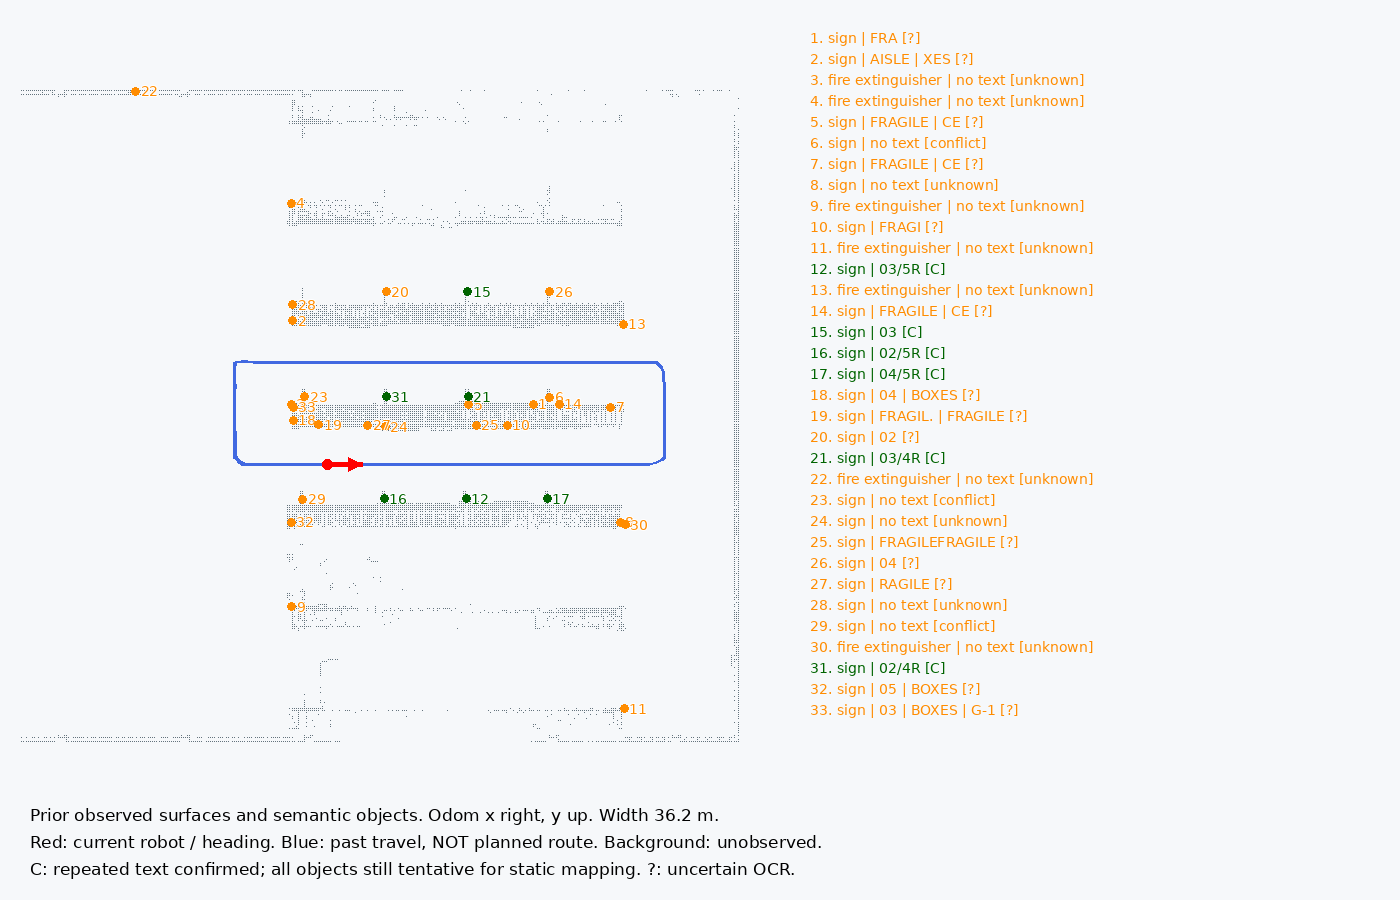 1. sign | FRA [?]
2. sign | AISLE | XES [?]
3. fire extinguisher | no text [unknown]
4. fire extinguisher | no text [unknown]
5. sign | FRAGILE | CE [?]
6. sign | no text [conflict]
7. sign | FRAGILE | CE [?]
8. sign | no text [unknown]
9. fire extinguisher | no text [unknown]
10. sign | FRAGI [?]
11. fire extinguisher | no text [unknown]
12. sign | 03/5R [C]
13. fire extinguisher | no text [unknown]
14. sign | FRAGILE | CE [?]
15. sign | 03 [C]
16. sign | 02/5R [C]
17. sign | 04/5R [C]
18. sign | 04 | BOXES [?]
19. sign | FRAGIL. | FRAGILE [?]
20. sign | 02 [?]
21. sign | 03/4R [C]
22. fire extinguisher | no text [unknown]
23. sign | no text [conflict]
24. sign | no text [unknown]
25. sign | FRAGILEFRAGILE [?]
26. sign | 04 [?]
27. sign | RAGILE [?]
28. sign | no text [unknown]
29. sign | no text [conflict]
30. fire extinguisher | no text [unknown]
31. sign | 02/4R [C]
32. sign | 05 | BOXES [?]
33. sign | 03 | BOXES | G-1 [?]
22
4
20 15 26
28
2
13
23 31 21 6
33 1 14 7
18 19 24 25 10
29 16 12 17
32 30
9
11
Prior observed surfaces and semantic objects. Odom x right, y up. Width 36.2 m.
Red: current robot / heading. Blue: past travel, NOT planned route. Background: unobserved.
C: repeated text confirmed; all objects still tentative for static mapping. ?: uncertain OCR.